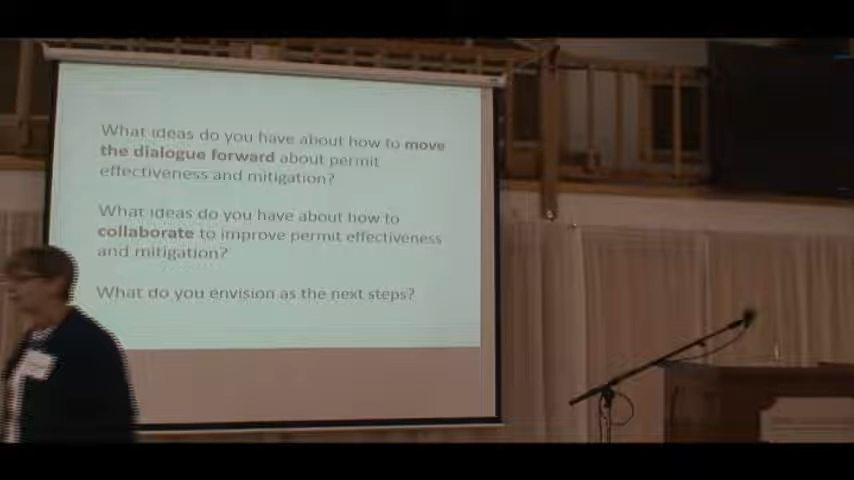 What ideas do you have about how to move
the dialogue forward about permit
effectiveness and mitigation?
What ideas do you have about how to
collaborate to improve permit effectiveness
and mitigation?
What do you envision as the next steps?